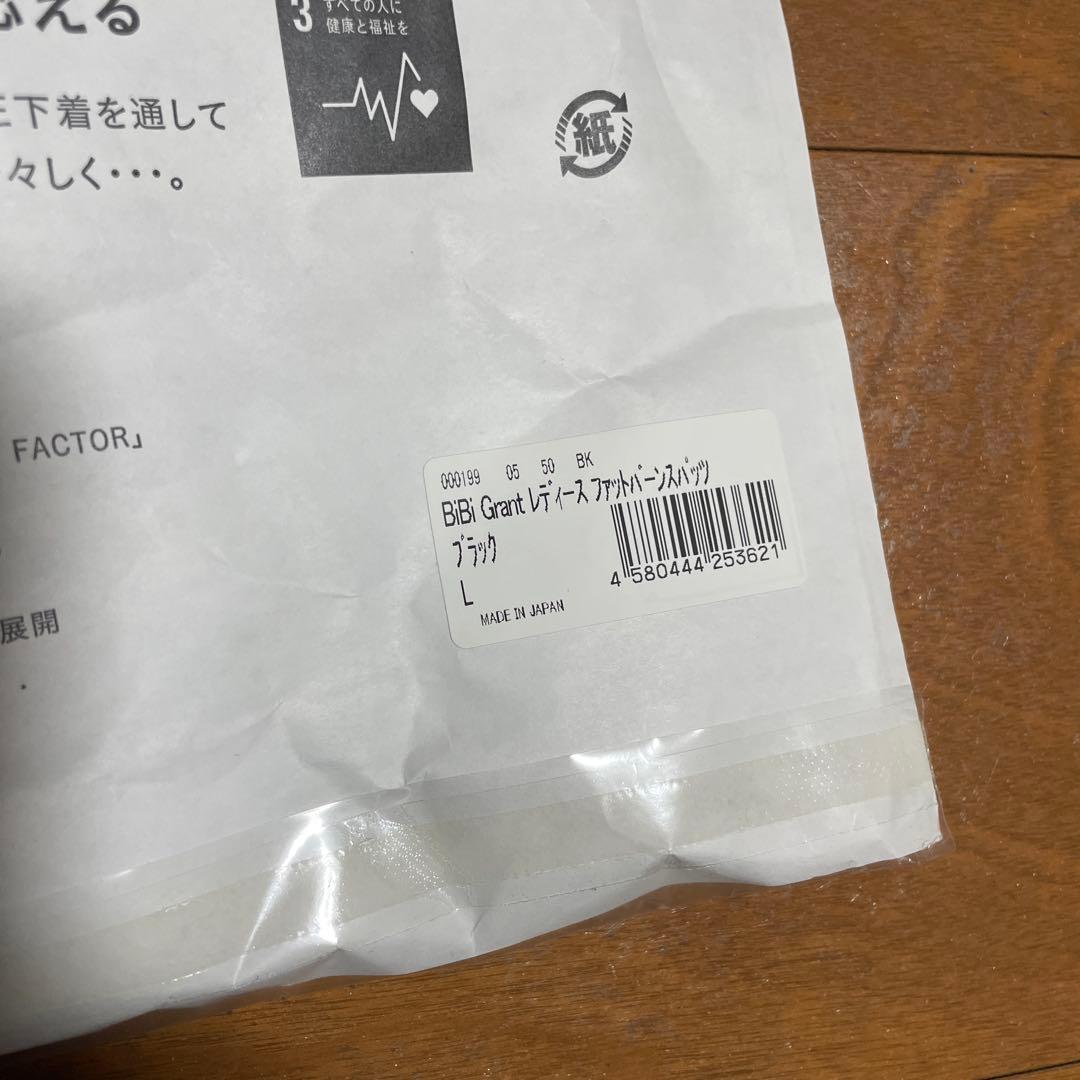 応える
3 すべての人に
健康と福祉を
圧下着を通して
々しく・・・。
紙
FACTOR」
展開
000199 05 50 BK
BiBi Grant レディース ファットバーンスパッツ
ブラック
L
4 580444 253621
MADE IN JAPAN